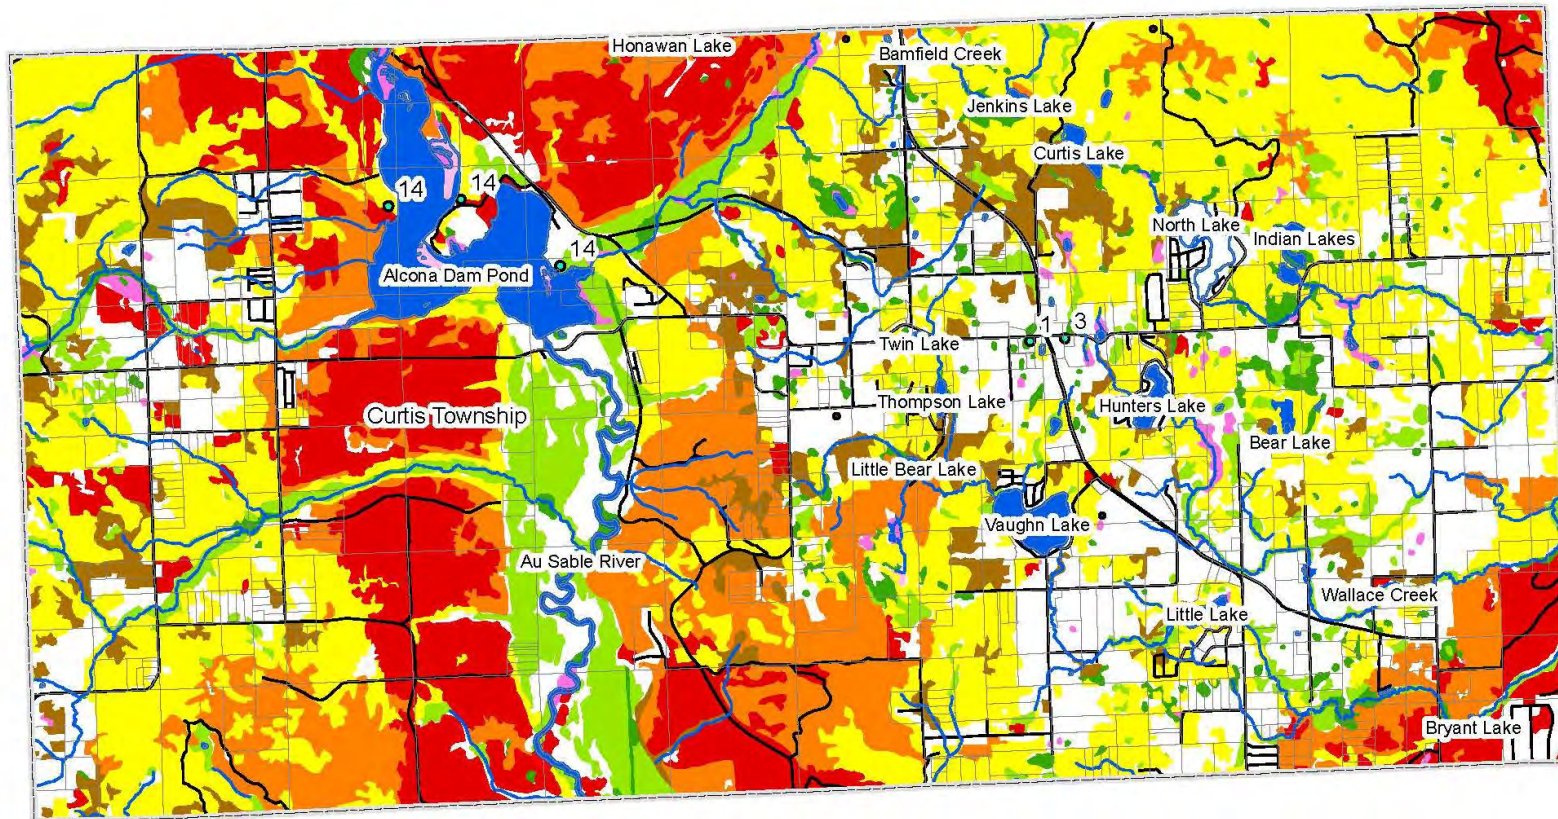 Honawan Lake
Bamfield Creek
Jenkins Lake
Curtis Lake
14
14
North Lake
Indian Lakes
14
Alcona Dam Pond
1
3
Twin Lake
Thompson Lake
Hunters Lake
Curtis Township
Bear Lake
Little Bear Lake
Vaughn Lake
Au Sable River
Wallace Creek
Little Lake
Bryant Lake